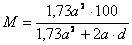 M = 1,73a² · 100 / 1,73a² + 2a · d